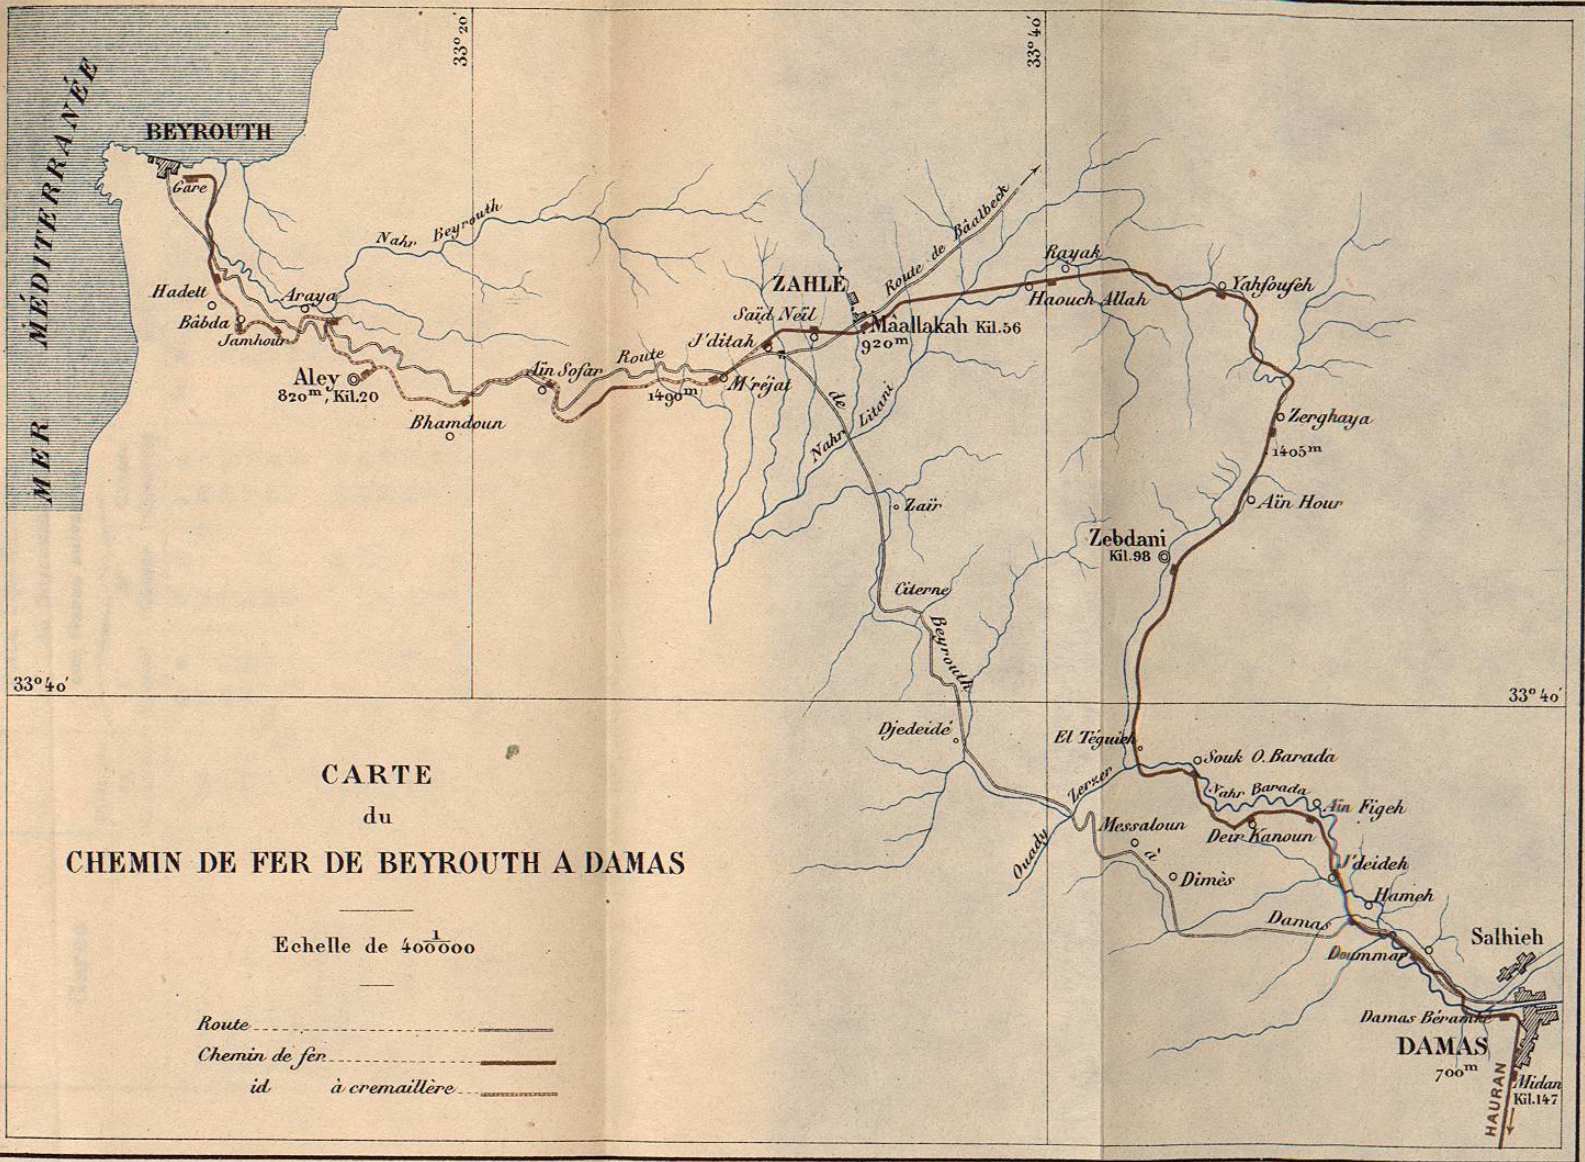 33° 20'
33° 40'
MER MÉDITERRANÉE
BEYROUTH
Gare
Nahr Beyrouth
Hadett
Araya
Bâbda
Jamhour
Aley
820m, Kil.20
Bhamdoun
Aïn Sofar
Route
1490m
M'réjat
J'ditah
Saïd Neïl
ZAHLÉ
Route de Bâalbeck
Mâallakah Kil.56
920m
Rayak
Haouch Allah
Yahfoufeh
Zerghaya
1405m
Aïn Hour
Zebdani
Kil.98
de
Nahr Litani
Zaïr
Citerne
Beyrouth
33° 40'
33° 40'
Djedeidé
El Téguieh
Souk O. Barada
Zerzer
Nahr Barada
Aïn Figeh
Deïr Kanoun
Messaloun
à
Ouady
Dimès
J'deideh
Hameh
Damas
Salhieh
Doummar
Damas Béramké
DAMAS
700m
Midan
Kil.147
HAURAN
CARTE
du
CHEMIN DE FER DE BEYROUTH A DAMAS
Echelle de 1/400000
Route
Chemin de fer
id à cremaillère